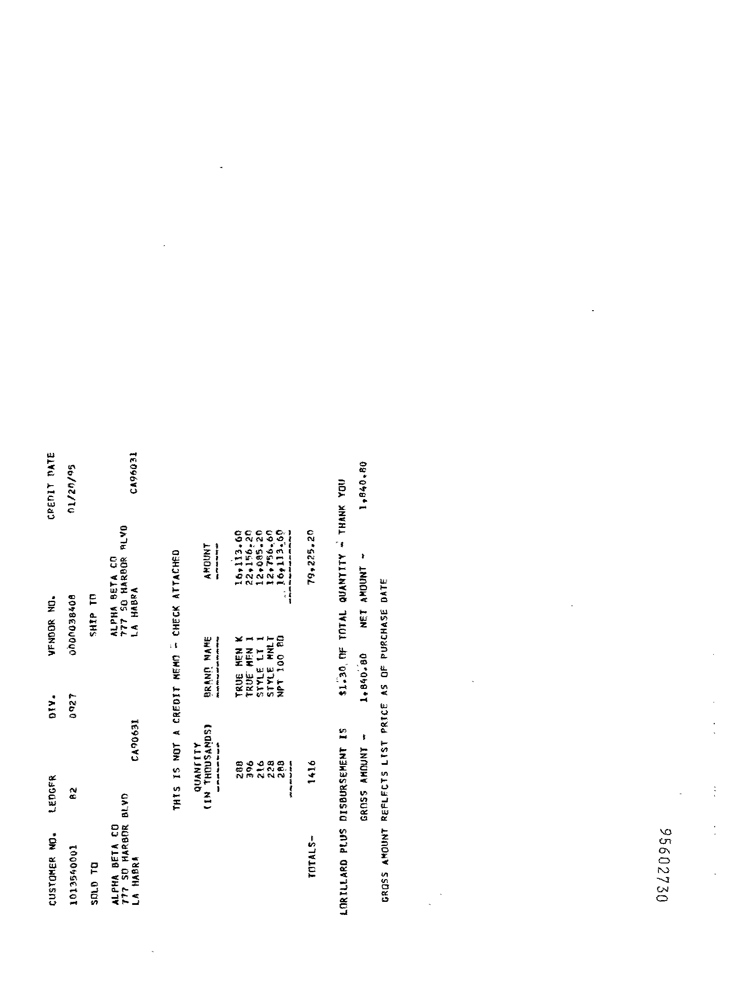 CUSTOMER NO. LEDGER DIV. VENDOR NO. CREDIT DATE
1013540001 82 0927 0000038408 01/20/95
SOLD TO SHIP TO
ALPHA BETA CO ALPHA BETA CO
777 SO HARBOR BLVD 777 SO HARBOR BLVD
LA HABRA CA90631 LA HABRA CA96031
THIS IS NOT A CREDIT MEMO - CHECK ATTACHED
QUANTITY
(IN THOUSANDS) BRAND NAME AMOUNT
-------- ---------- ------
288 TRUE MEN K 16,113.60
396 TRUE MEN 1 22,156.20
216 STYLE LT 1 12,085.20
228 STYLE MNLT 12,756.60
288 NPT 100 BD 16,113.60
------ ------------
TOTALS- 1416 79,225.20
LORILLARD PLUS DISBURSEMENT IS $1.30 OF TOTAL QUANTITY - THANK YOU
GROSS AMOUNT - 1,840.80 NET AMOUNT - 1,840.80
GROSS AMOUNT REFLECTS LIST PRICE AS OF PURCHASE DATE
95602730